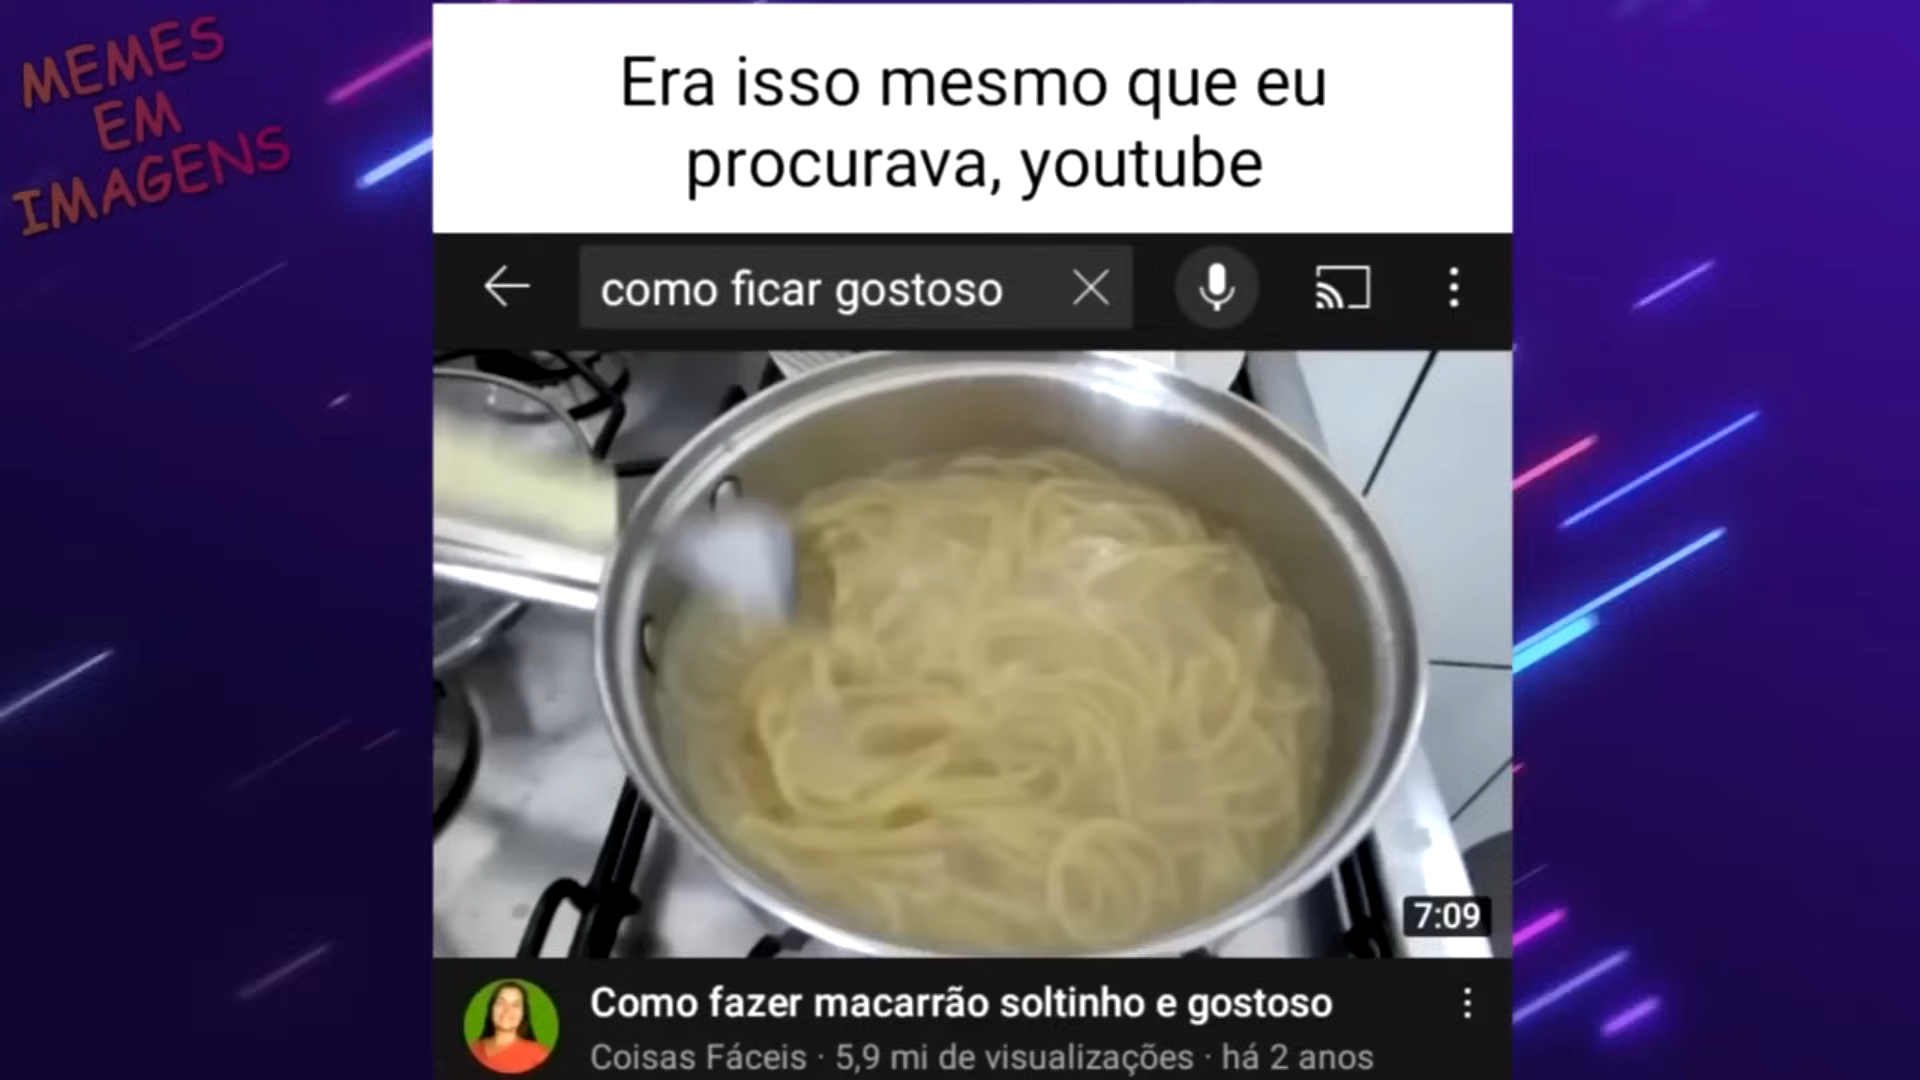 MEMES
EM
IMAGENS
Era isso mesmo que eu
procurava, youtube
como ficar gostoso
7:09
Como fazer macarrão soltinho e gostoso
Coisas Fáceis · 5,9 mi de visualizações · há 2 anos